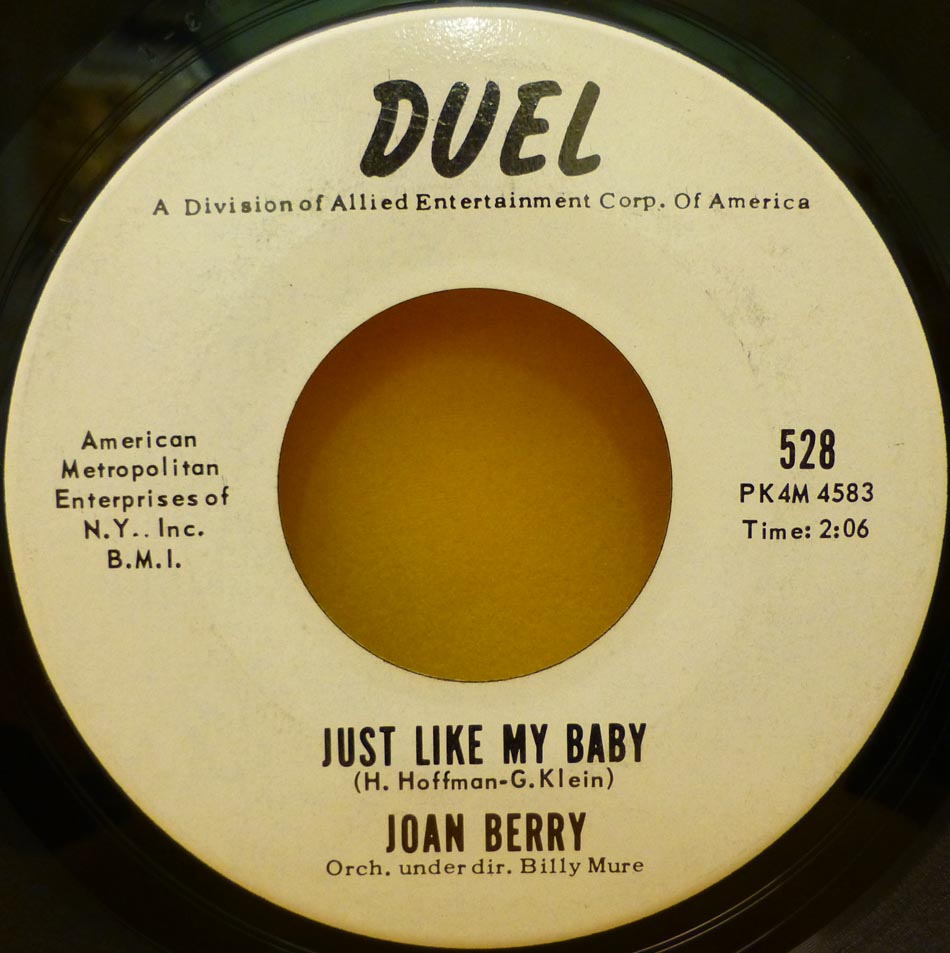 DUEL
A Division of Allied Entertainment Corp. Of America
American
Metropolitan
Enterprises of
N.Y.. Inc.
B.M.I.
528
PK4M 4583
Time: 2:06
JUST LIKE MY BABY
(H. Hoffman-G. Klein)
JOAN BERRY
Orch. under dir. Billy Mure